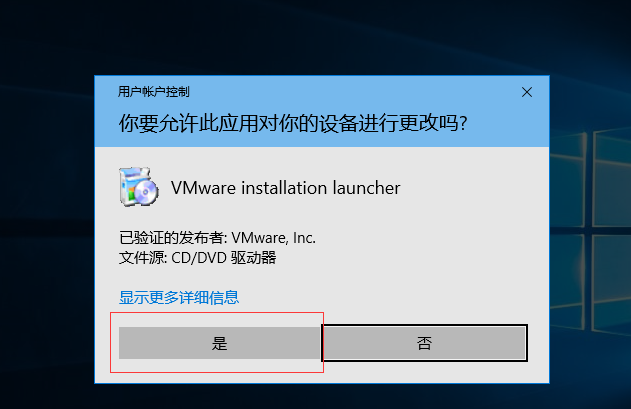 用户帐户控制
你要允许此应用对你的设备进行更改吗?
VMware installation launcher
已验证的发布者: VMware, Inc.
文件源: CD/DVD 驱动器
显示更多详细信息
是
否